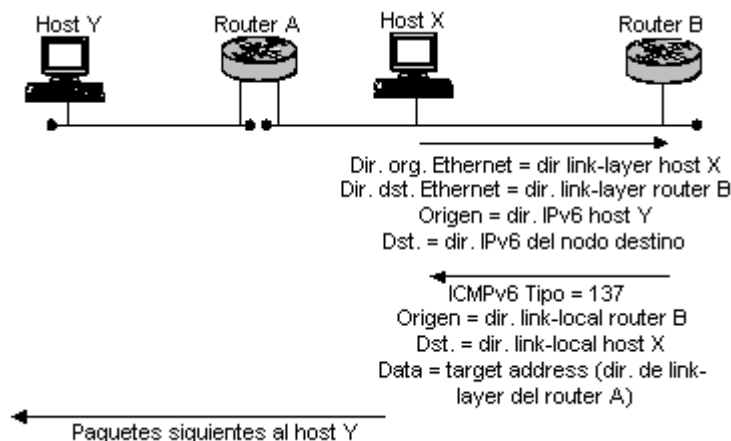 Host Y
Router A
Host X
Router B
Dir. org. Ethernet = dir link-layer host X
Dir. dst. Ethernet = dir. link-layer router B
Origen = dir. IPv6 host Y
Dst. = dir. IPv6 del nodo destino
ICMPv6 Tipo = 137
Origen = dir. link-local router B
Dst. = dir. link-local host X
Data = target address (dir. de link-
layer del router A)
Paquetes siguientes al host Y